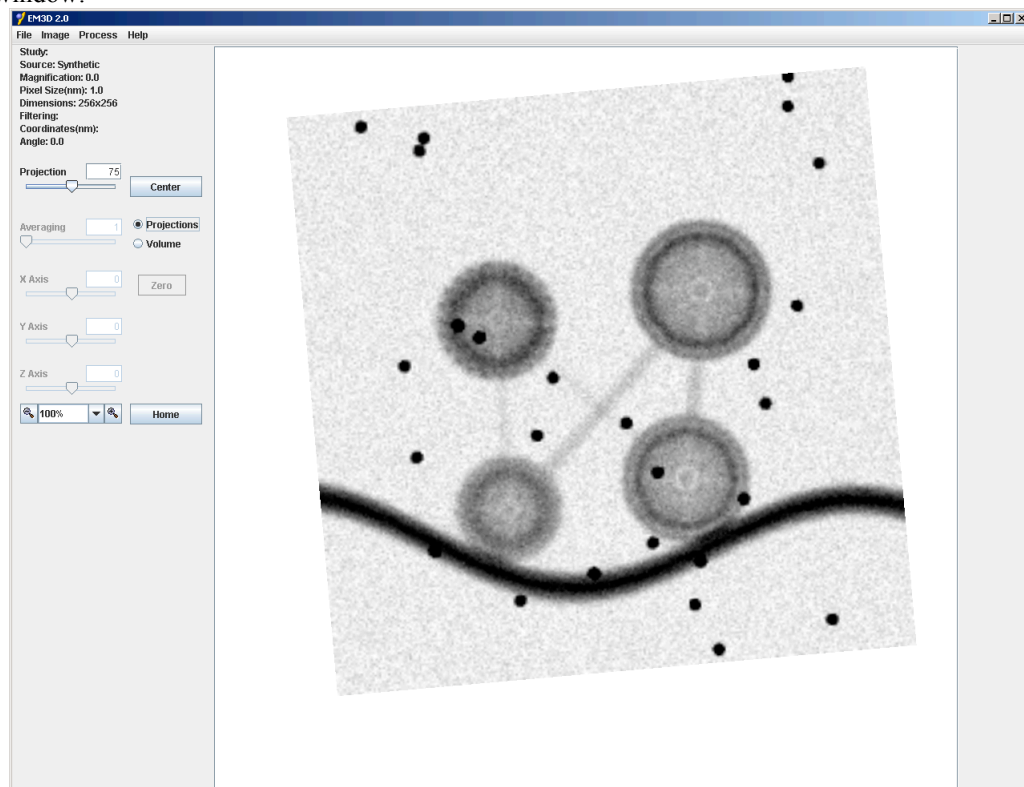 window?
EM3D 2.0
File Image Process Help
Study:
Source: Synthetic
Magnification: 0.0
Pixel Size(nm): 1.0
Dimensions: 256x256
Filtering:
Coordinates(nm):
Angle: 0.0
Projection 75
Center
Averaging 1
Projections
Volume
X Axis 0
Zero
Y Axis 0
Z Axis 0
100%
Home